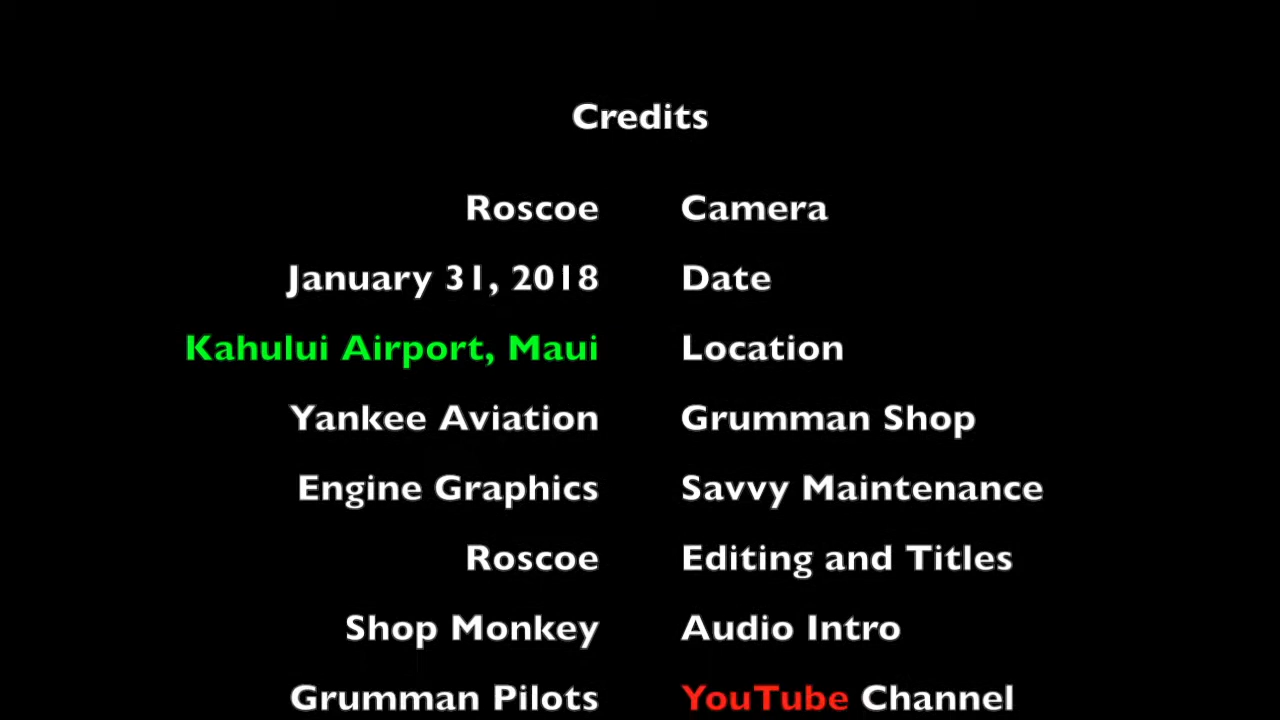 Credits
Roscoe Camera
January 31, 2018 Date
Kahului Airport, Maui Location
Yankee Aviation Grumman Shop
Engine Graphics Savvy Maintenance
Roscoe Editing and Titles
Shop Monkey Audio Intro
Grumman Pilots YouTube Channel